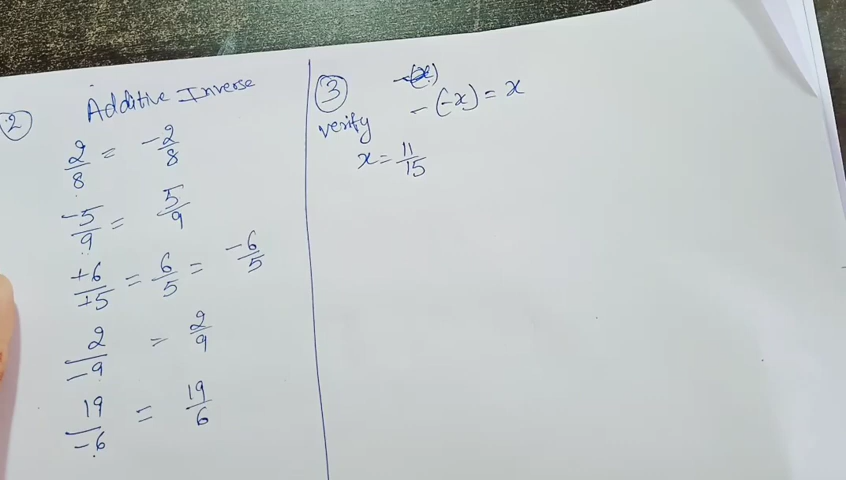 2 Additive Inverse
2/8 = -2/8
-5/9 = 5/9
+6/+5 = 6/5 = -6/5
2/-9 = 2/9
19/-6 = 19/6
3 -(-x) = x
verify
x = 11/15